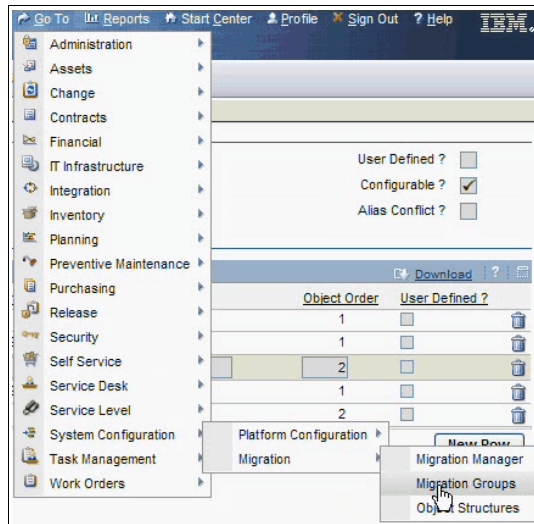 Go To Reports Start Center Profile Sign Out ? Help IBM.
Administration
Assets
Change
Contracts
Financial
IT Infrastructure
Integration
Inventory
Planning
Preventive Maintenance
Purchasing
Release
Security
Self Service
Service Desk
Service Level
System Configuration
Task Management
Work Orders
User Defined ?
Configurable ?
Alias Conflict ?
Download ?
Object Order User Defined ?
1
1
2
1
2
New Row
Platform Configuration
Migration
Migration Manager
Migration Groups
Object Structures